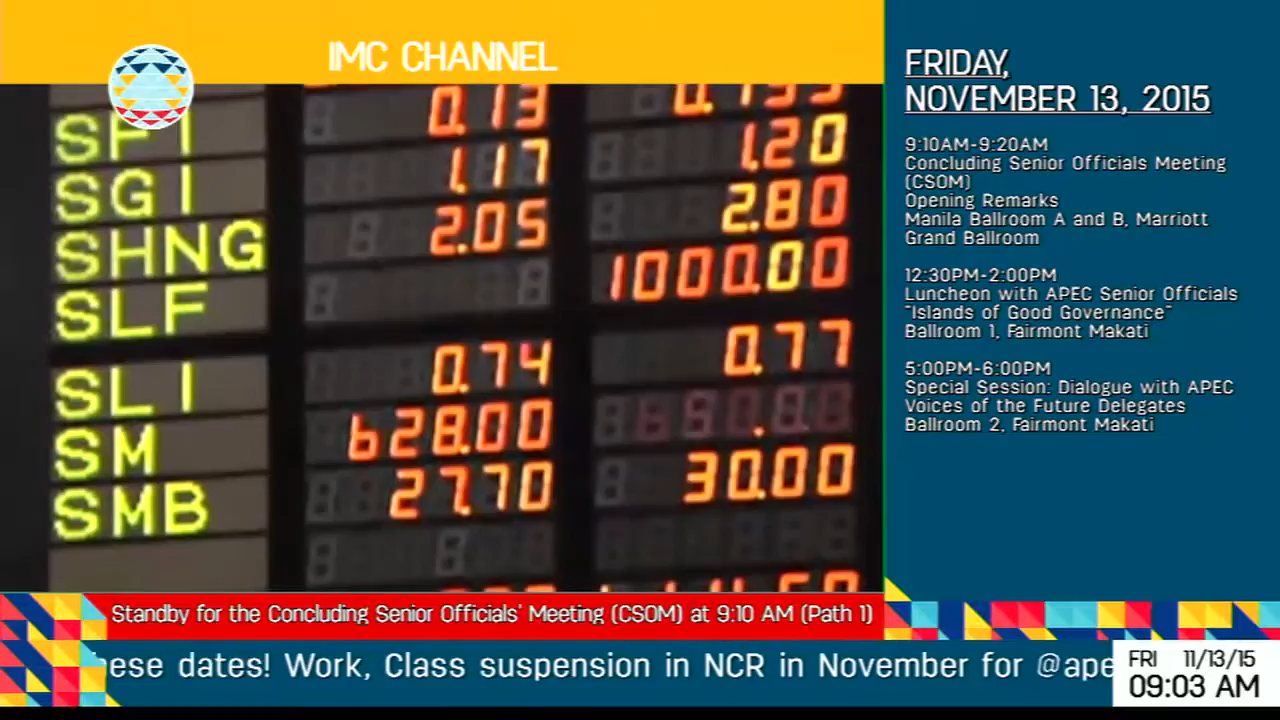 IMC CHANNEL
FRIDAY,
NOVEMBER 13, 2015
9:10AM-9:20AM
Concluding Senior Officials Meeting
(CSOM)
Opening Remarks
Manila Ballroom A and B, Marriott
Grand Ballroom
12:30PM-2:00PM
Luncheon with APEC Senior Officials
"Islands of Good Governance"
Ballroom 1, Fairmont Makati
5:00PM-6:00PM
Special Session: Dialogue with APEC
Voices of the Future Delegates
Ballroom 2, Fairmont Makati
0.13
SGI 1.17 1.20
SHNG 2.05 2.80
SLF 1000.00
SLI 0.74 0.77
SM 628.00
SMB 27.70 30.00
Standby for the Concluding Senior Officials' Meeting (CSOM) at 9:10 AM (Path 1)
hese dates! Work, Class suspension in NCR in November for @ape
FRI 11/13/15
09:03 AM